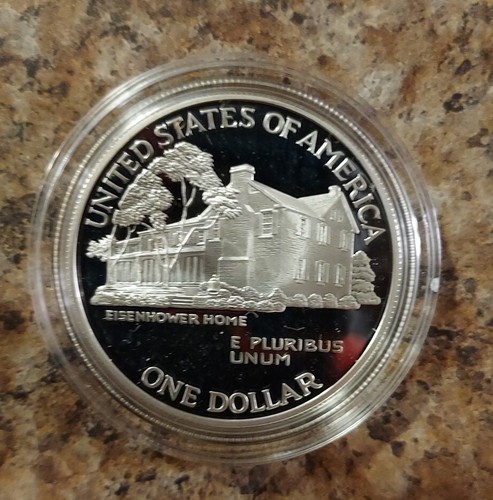 UNITED STATES OF AMERICA
EISENHOWER HOME
E PLURIBUS
UNUM
ONE DOLLAR